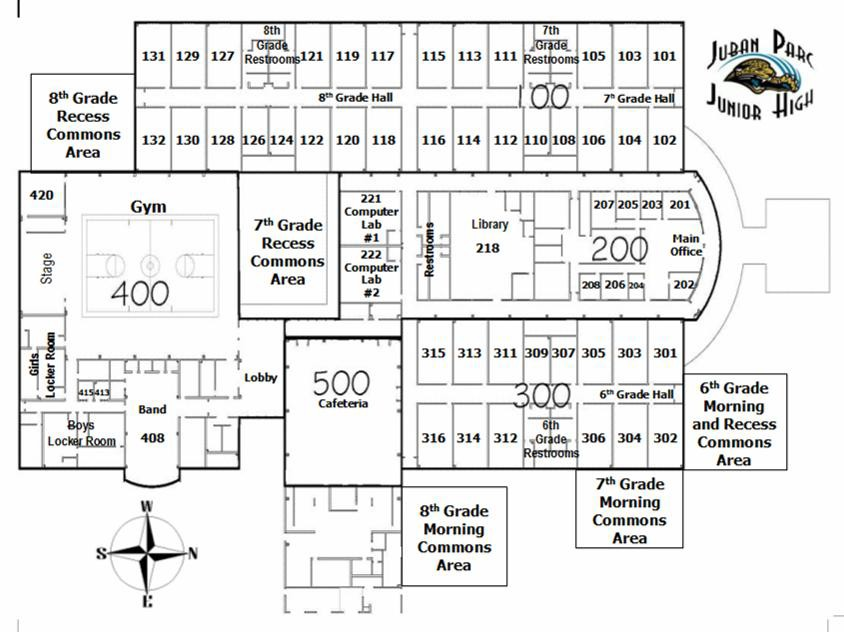 131 129 127 8th Grade Restrooms 121 119 117 115 113 111 7th Grade Restrooms 105 103 101
JUBAN PARC
JUNIOR HIGH
8th Grade Hall 100 7th Grade Hall
8th Grade
Recess
Commons
Area
132 130 128 126 124 122 120 118 116 114 112 110 108 106 104 102
420
Gym
Stage
400
7th Grade
Recess
Commons
Area
221
Computer
Lab
#1
222
Computer
Lab
#2
Restrooms
Library
218
207 205 203 201
200
Main
Office
208 206 204 202
Girls
Locker Room
415 413
Boys
Locker Room
Band
408
Lobby
500
Cafeteria
315 313 311 309 307 305 303 301
300 6th Grade Hall
316 314 312 6th Grade Restrooms 306 304 302
6th Grade
Morning
and Recess
Commons
Area
7th Grade
Morning
Commons
Area
8th Grade
Morning
Commons
Area
W
S N
E